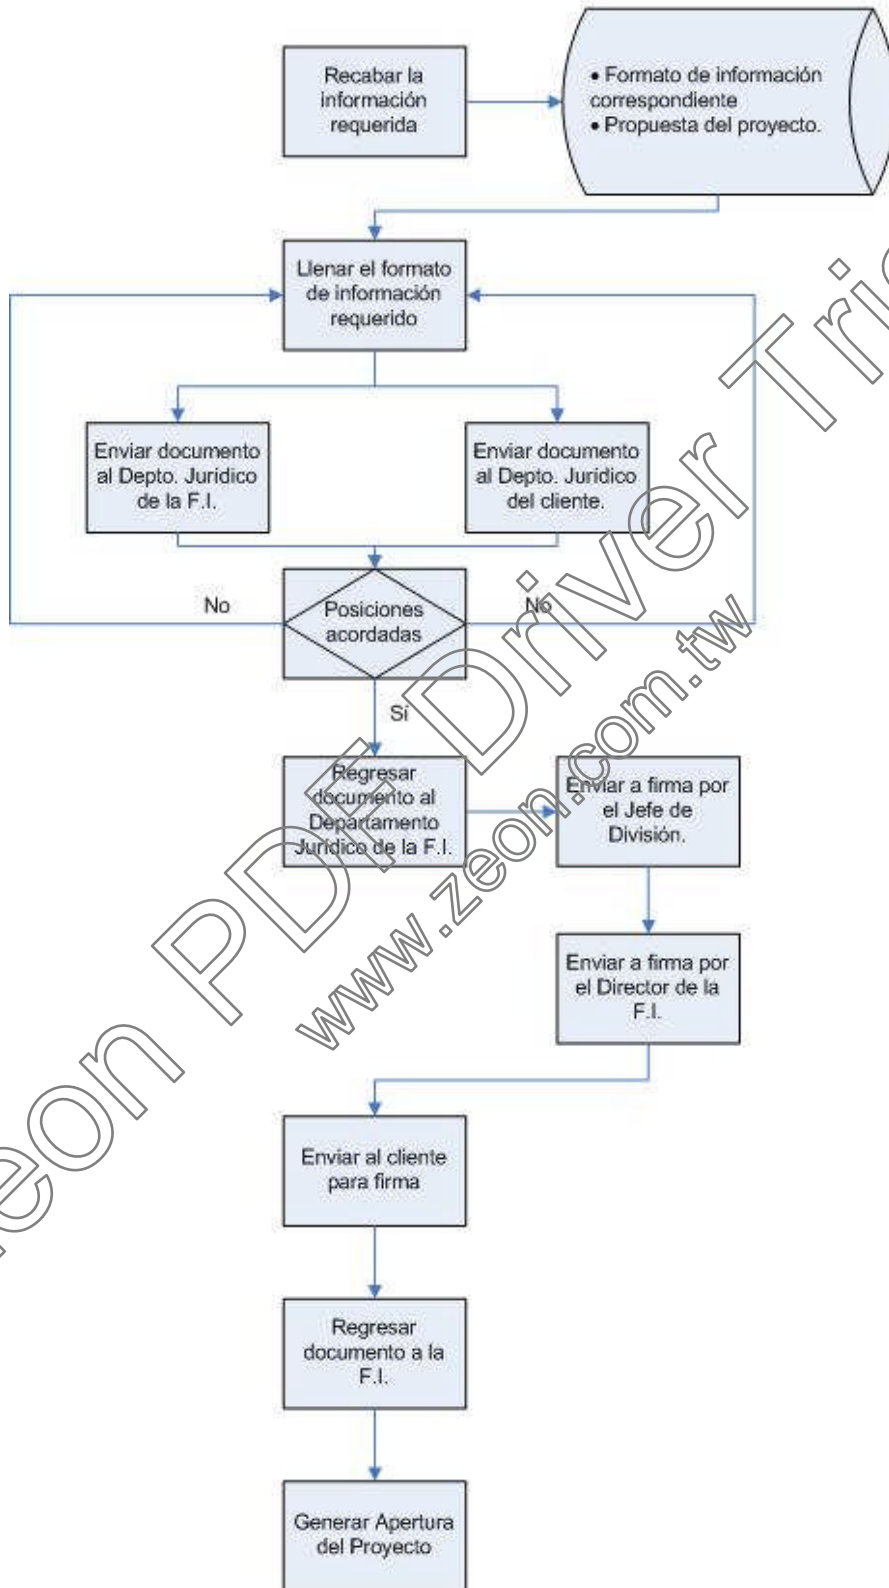 Recabar la
información
requerida
• Formato de información
correspondiente
• Propuesta del proyecto.
Llenar el formato
de información
requerido
Enviar documento
al Depto. Jurídico
de la F.I.
Enviar documento
al Depto. Jurídico
del cliente.
No
Posiciones
acordadas
No
Sí
Regresar
documento al
Departamento
Jurídico de la F.I.
Enviar a firma por
el Jefe de
División.
Enviar a firma por
el Director de la
F.I.
Enviar al cliente
para firma
Regresar
documento a la
F.I.
Generar Apertura
del Proyecto
eon PDF Driver Tri
www.zeon.com.tw